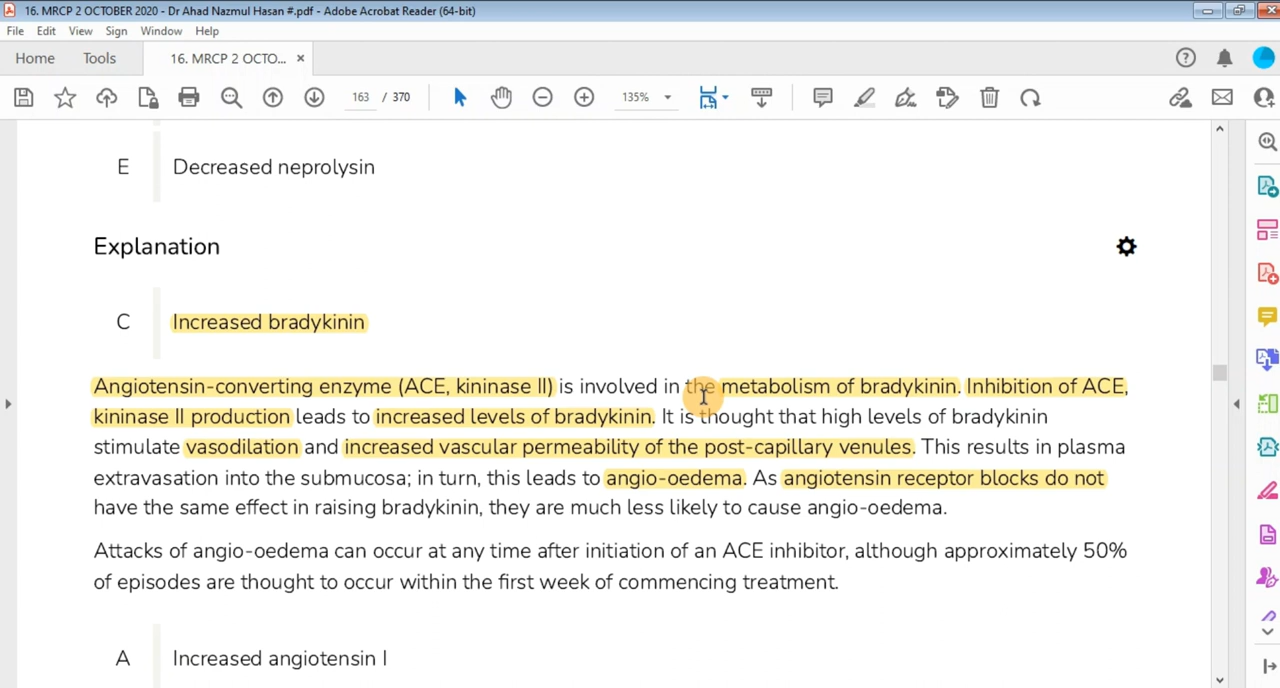 16. MRCP 2 OCTOBER 2020 - Dr Ahad Nazmul Hasan #.pdf - Adobe Acrobat Reader (64-bit)
File Edit View Sign Window Help
Home Tools 16. MRCP 2 OCTO... ×
163 / 370 135%
E Decreased neprolysin
Explanation
C Increased bradykinin
Angiotensin-converting enzyme (ACE, kininase II) is involved in the metabolism of bradykinin. Inhibition of ACE,
kininase II production leads to increased levels of bradykinin. It is thought that high levels of bradykinin
stimulate vasodilation and increased vascular permeability of the post-capillary venules. This results in plasma
extravasation into the submucosa; in turn, this leads to angio-oedema. As angiotensin receptor blocks do not
have the same effect in raising bradykinin, they are much less likely to cause angio-oedema.
Attacks of angio-oedema can occur at any time after initiation of an ACE inhibitor, although approximately 50%
of episodes are thought to occur within the first week of commencing treatment.
A Increased angiotensin I